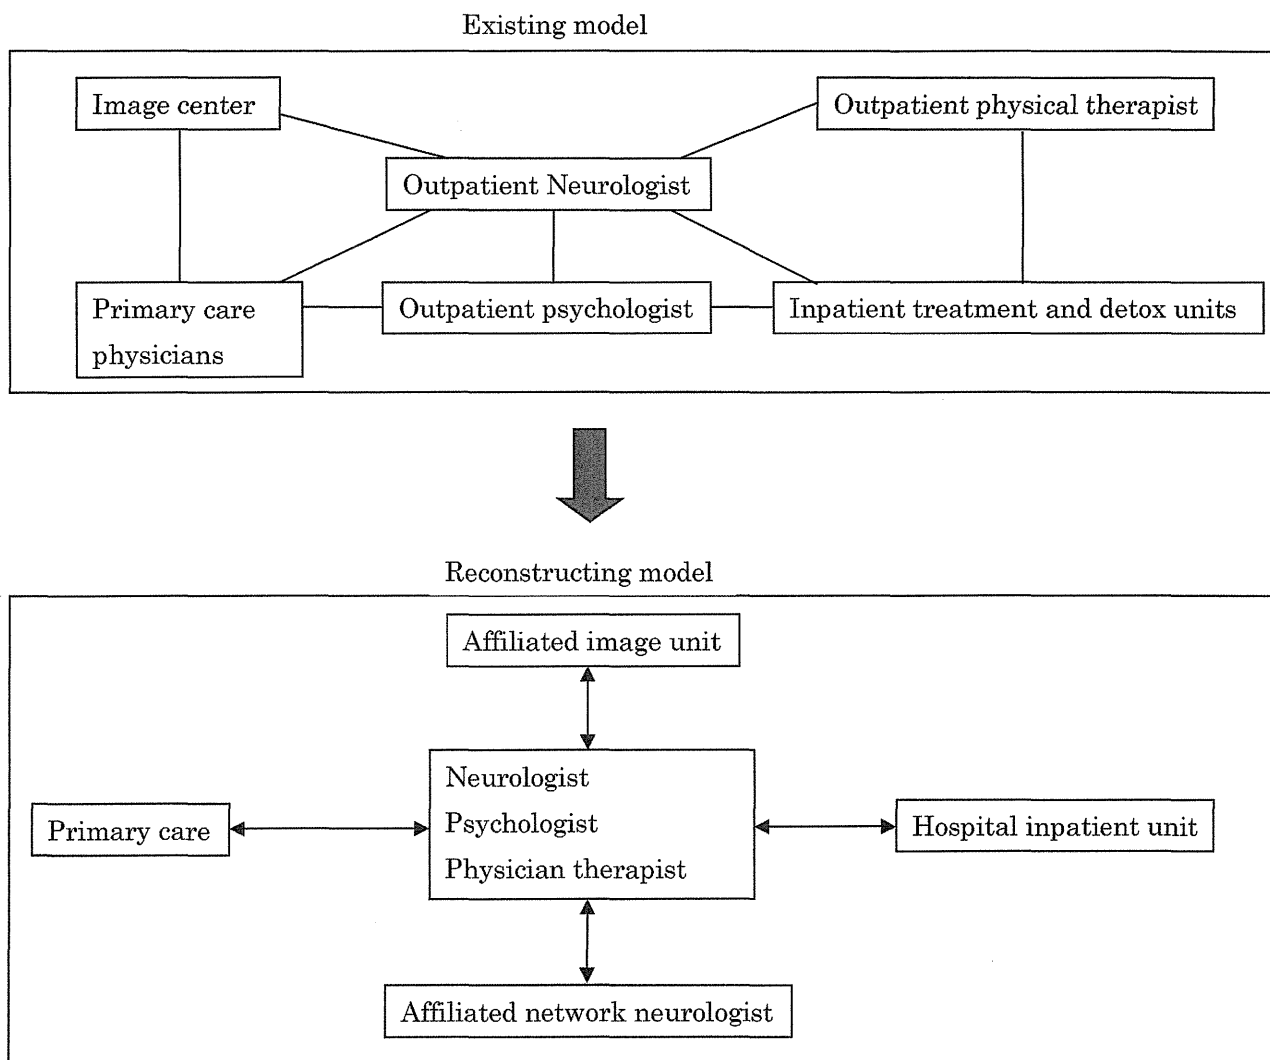 Existing model
Image center
Outpatient physical therapist
Outpatient Neurologist
Primary care
physicians
Outpatient psychologist
Inpatient treatment and detox units
Reconstructing model
Affiliated image unit
Neurologist
Psychologist
Physician therapist
Primary care
Hospital inpatient unit
Affiliated network neurologist